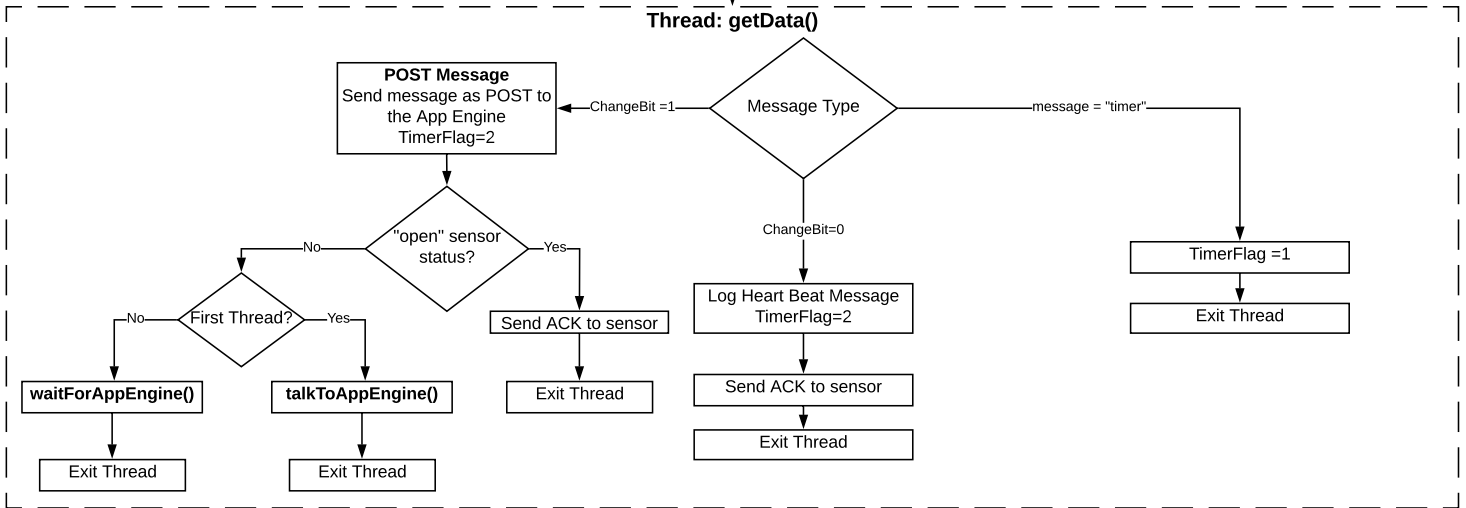 Thread: getData()
POST Message
Send message as POST to
the App Engine
TimerFlag=2
ChangeBit =1
Message Type
message = "timer"
"open" sensor
status?
No
Yes
ChangeBit=0
TimerFlag =1
Exit Thread
First Thread?
No
Yes
Send ACK to sensor
Exit Thread
Log Heart Beat Message
TimerFlag=2
Send ACK to sensor
Exit Thread
waitForAppEngine()
talkToAppEngine()
Exit Thread
Exit Thread